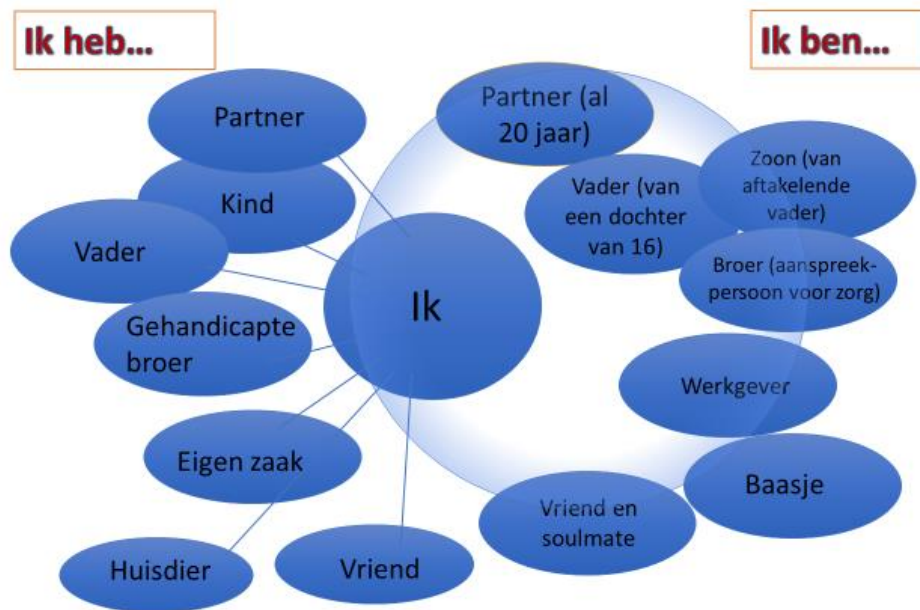 Ik heb...
Ik ben...
Partner
Kind
Vader
Gehandicapte
broer
Eigen zaak
Huisdier
Vriend
Ik
Partner (al
20 jaar)
Vader (van
een dochter
van 16)
Zoon (van
aftakelende
vader)
Broer (aanspreek-
persoon voor zorg)
Werkgever
Baasje
Vriend en
soulmate